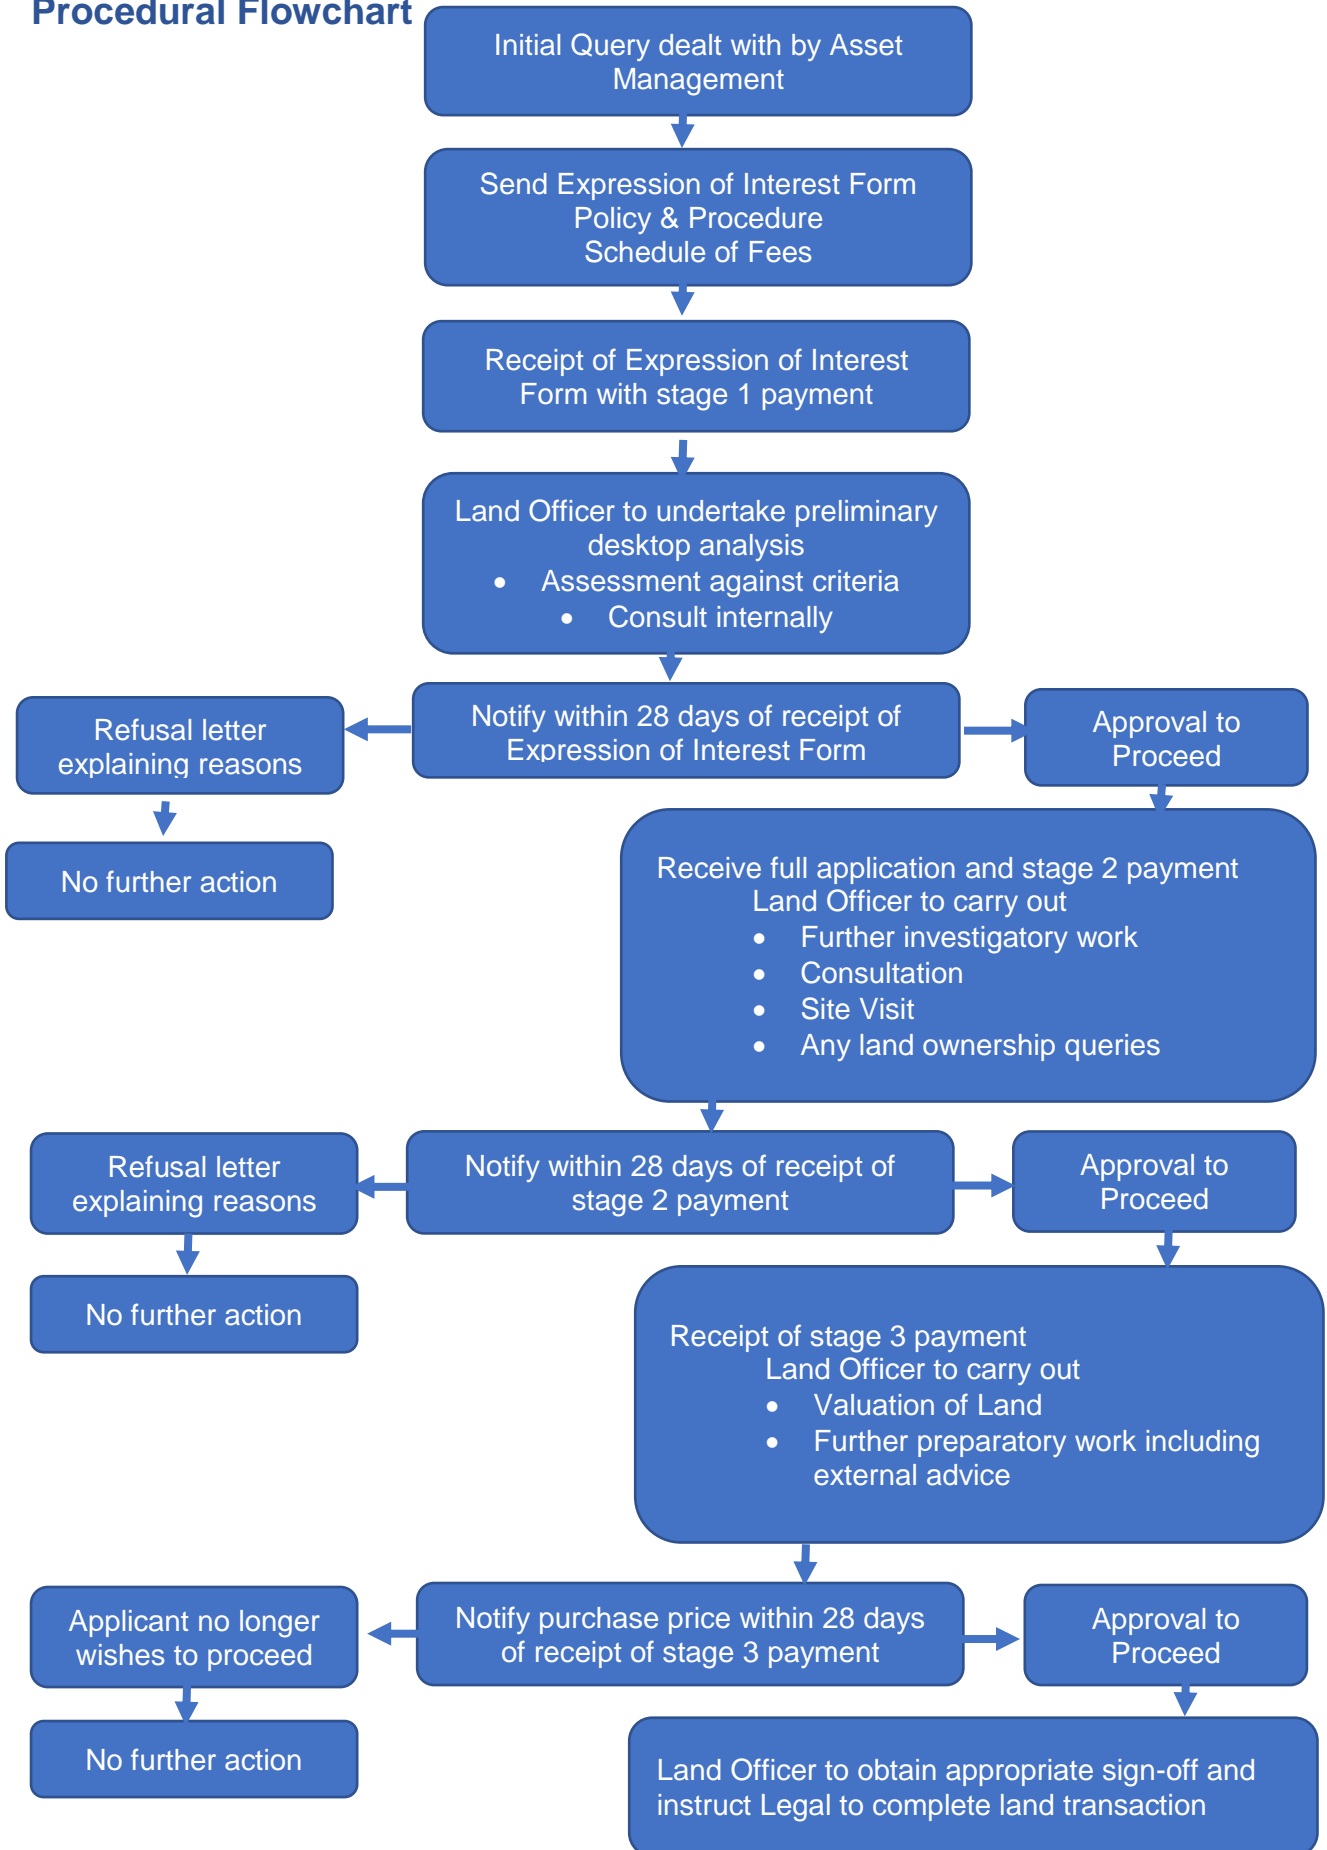 Procedural Flowchart
Initial Query dealt with by Asset
Management
Send Expression of Interest Form
Policy & Procedure
Schedule of Fees
Receipt of Expression of Interest
Form with stage 1 payment
Land Officer to undertake preliminary
desktop analysis
• Assessment against criteria
• Consult internally
Refusal letter
explaining reasons
Notify within 28 days of receipt of
Expression of Interest Form
Approval to
Proceed
No further action
Receive full application and stage 2 payment
Land Officer to carry out
• Further investigatory work
• Consultation
• Site Visit
• Any land ownership queries
Refusal letter
explaining reasons
Notify within 28 days of receipt of
stage 2 payment
Approval to
Proceed
No further action
Receipt of stage 3 payment
Land Officer to carry out
• Valuation of Land
• Further preparatory work including
external advice
Applicant no longer
wishes to proceed
Notify purchase price within 28 days
of receipt of stage 3 payment
Approval to
Proceed
No further action
Land Officer to obtain appropriate sign-off and
instruct Legal to complete land transaction